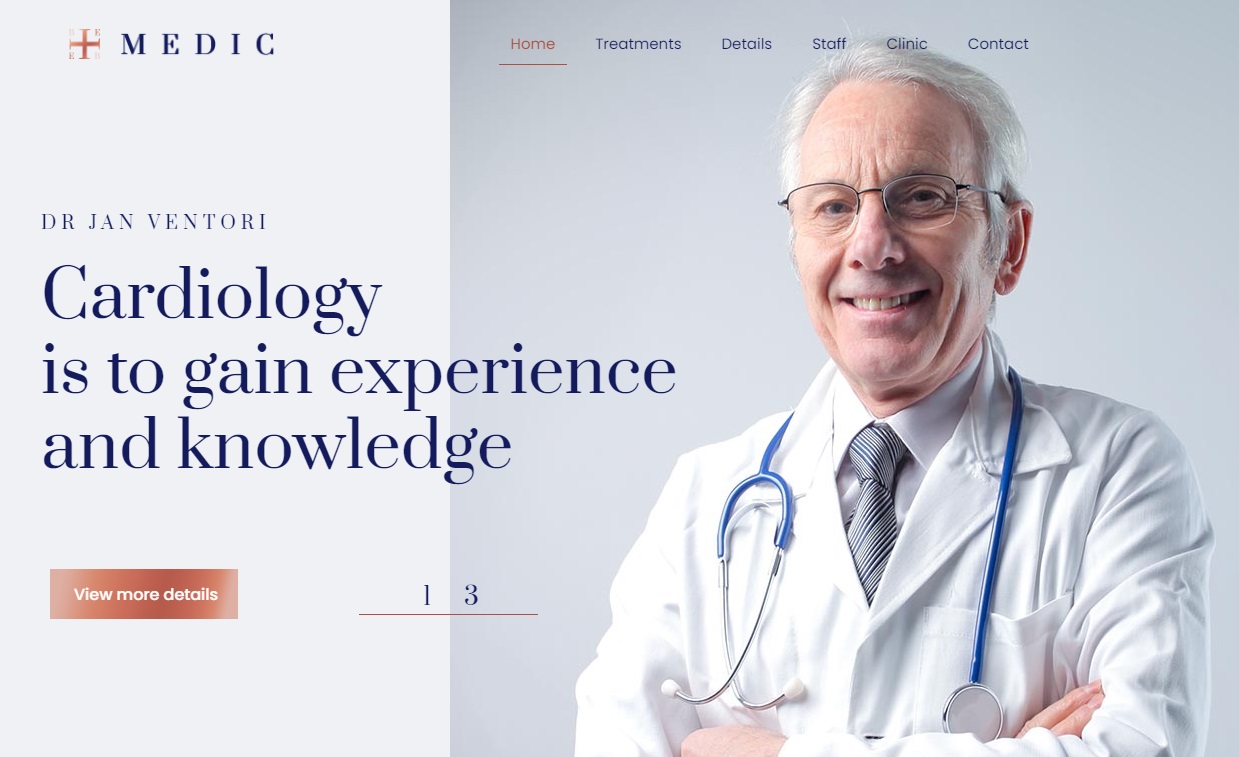 MEDIC
Home Treatments Details Staff Clinic Contact
DR JAN VENTORI
Cardiology
is to gain experience
and knowledge
View more details
1 3